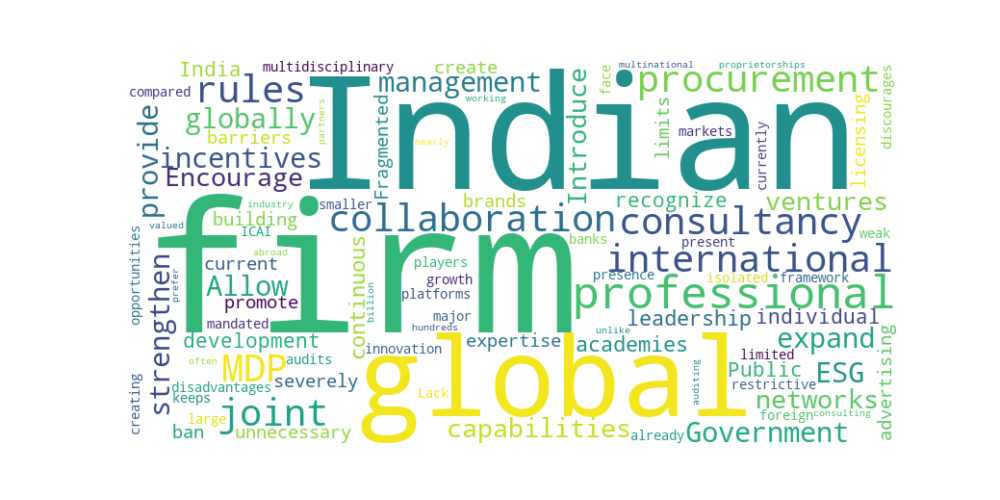 India
multidisciplinary
create
multinational
proprietorships
compared
rules
Indian
management
working
procurement
face
discourages
globally
barriers
partners
Fragmented
nearly
Introduce
limits
markets
currently
licensing
provide
incentives
Encourage
industry
smaller
brands
recognize
ventures
valued
building
ICAI
collaboration
consultancy
weak
opportunities
strengthen
prefer
current
abroad
firm
continuous
players
banks
present
international
Allow
promote
growth
platforms
billion
presence
isolated
framework
professional
mandated
major
hundreds
leadership
individual
development
innovation
expertise
unlike
academies
expand
often
MDP
audits
global
limited
Public
ESG
creating
disadvantages
severely
Lack
auditing
restrictive
keeps
large
joint
networks
foreign
consulting
advertising
ban
unnecessary
capabilities
already
Government